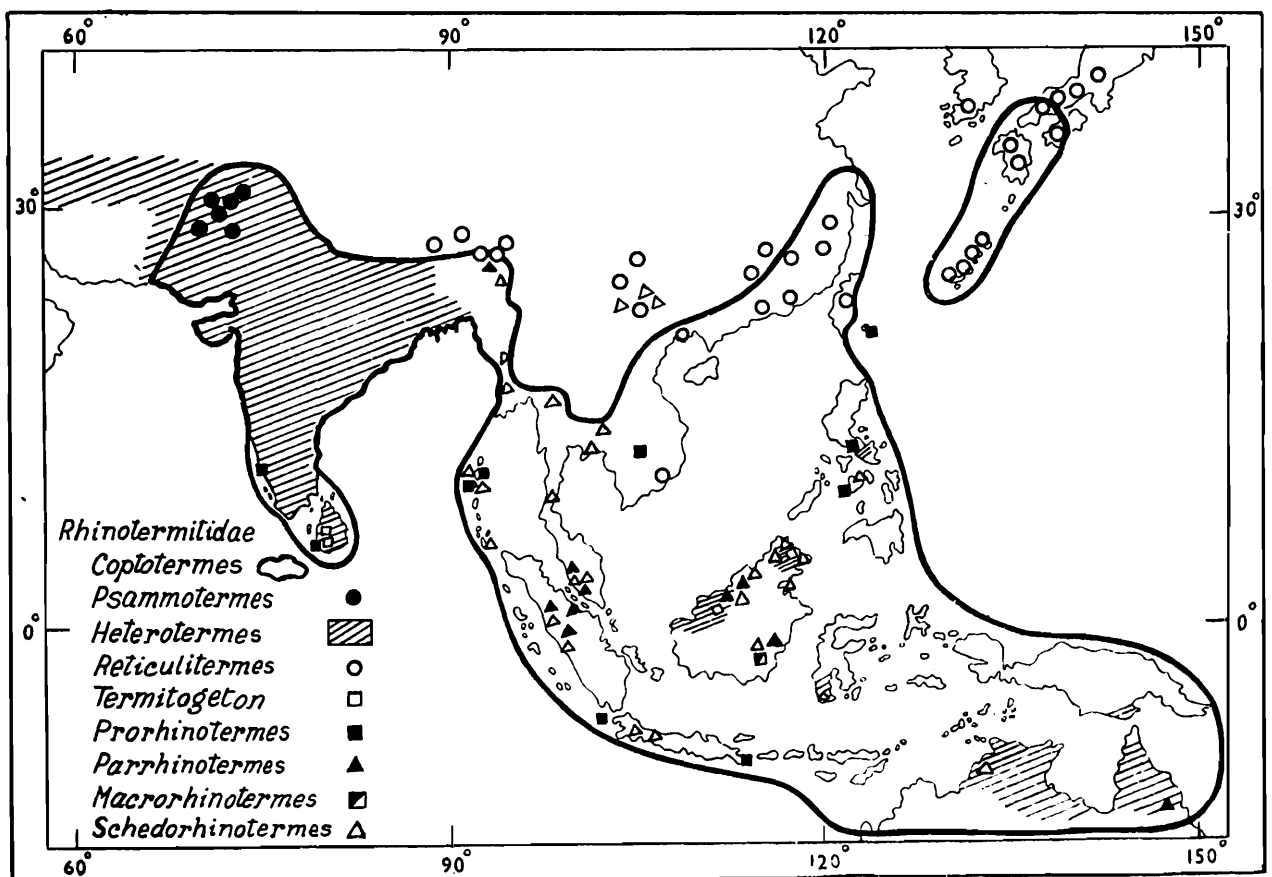 60° 90° 120° 150°
30° 30°
Rhinotermitidae
Coptotermes
Psammotermes
0° Heterotermes 0°
Reticulitermes
Termitogeton
Prorhinotermes
Parrhinotermes
Macrorhinotermes
Schedorhinotermes
60° 90° 120° 150°